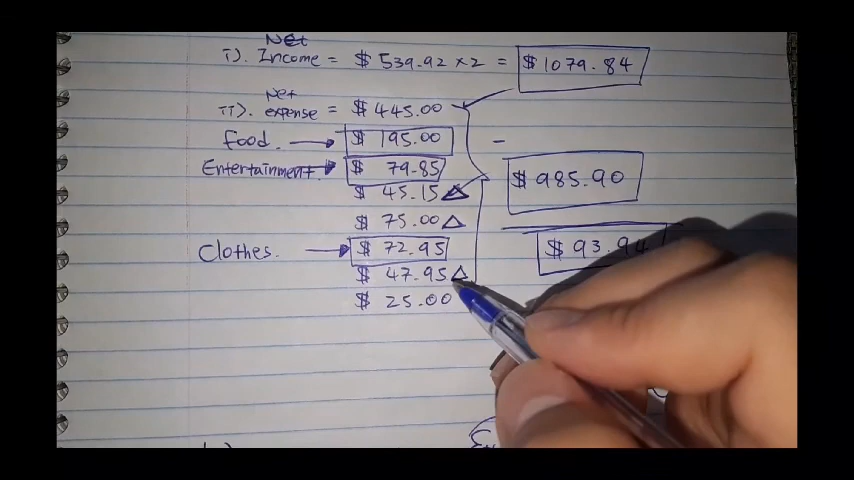 Net
I). Income = $ 539.92 × 2 = $ 1079.84
Net
II). expense = $ 445.00
food. → $ 195.00 -
Entertainment. → $ 79.85 $ 985.90
$ 45.15 △
$ 75.00 △
Clothes. → $ 72.95 $ 93.94
$ 47.95 △
$ 25.00